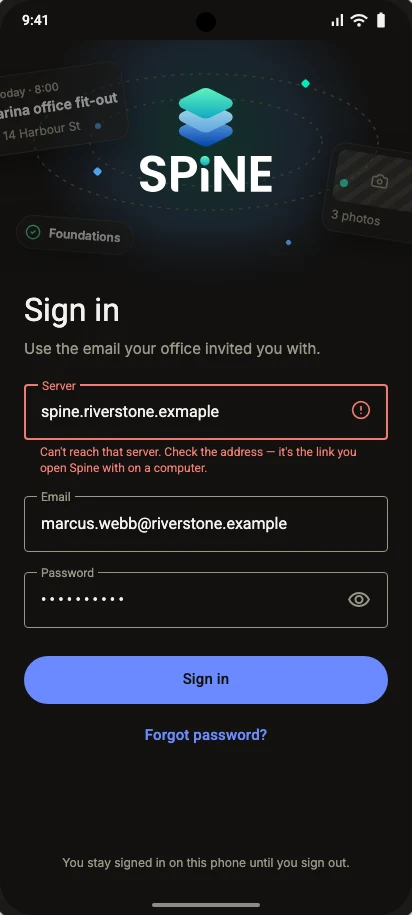 9:41
oday · 8:00
arina office fit-out
14 Harbour St
SPiNE
3 photos
Foundations
Sign in
Use the email your office invited you with.
Server
spine.riverstone.exmaple
Can't reach that server. Check the address — it's the link you
open Spine with on a computer.
Email
marcus.webb@riverstone.example
Password
••••••••••
Sign in
Forgot password?
You stay signed in on this phone until you sign out.